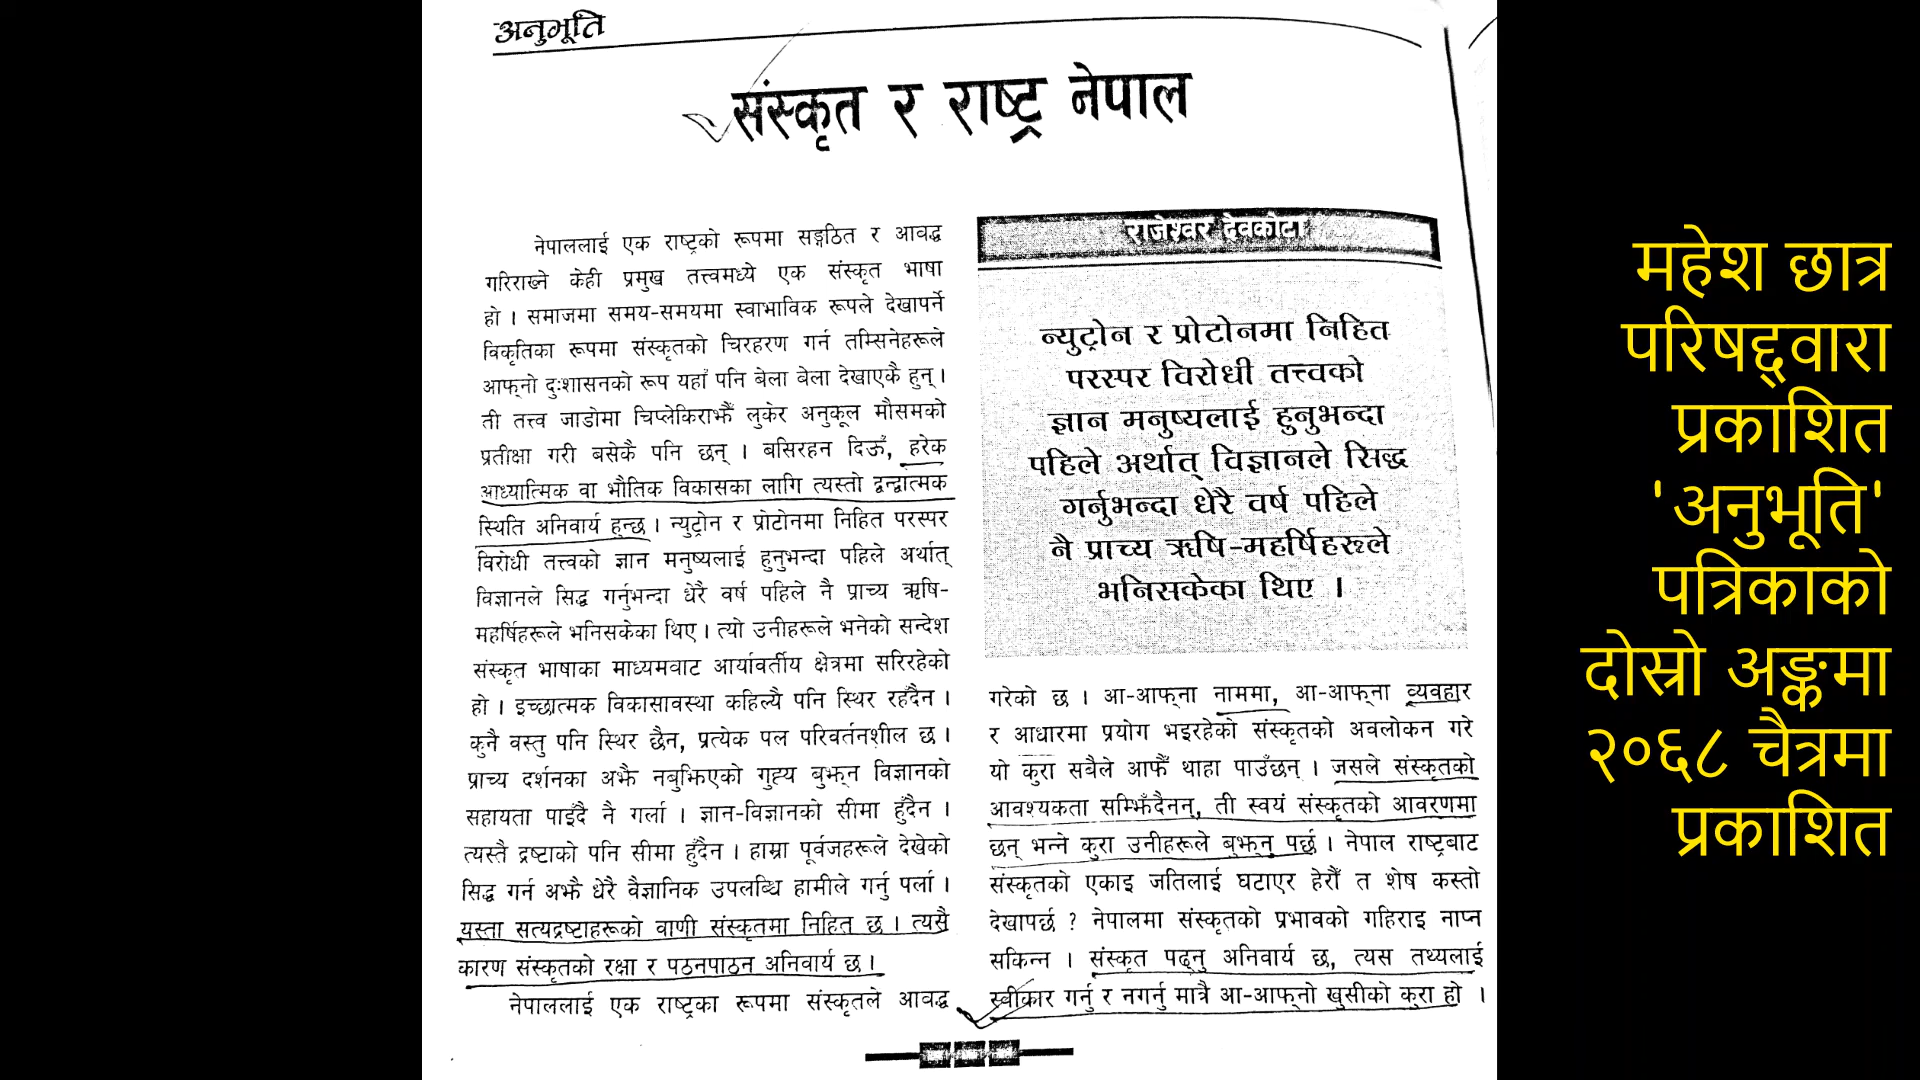 अनुभूति
संस्कृत र राष्ट्र नेपाल
नेपाललाई एक राष्ट्रको रूपमा सङ्गठित र आवद्ध
गरिराख्ने केही प्रमुख तत्त्वमध्ये एक संस्कृत भाषा
हो । समाजमा समय-समयमा स्वाभाविक रूपले देखापर्ने
विकृतिका रूपमा संस्कृतको चिरहरण गर्न तम्सिनेहरूले
आफ्नो दुःशासनको रूप यहाँ पनि बेला बेला देखाएकै हुन् ।
ती तत्त्व जाडोमा चिप्लेकिराझैँ लुकेर अनुकूल मौसमको
प्रतीक्षा गरी बसेकै पनि छन् । बसिरहन दिऊँ, हरेक
आध्यात्मिक वा भौतिक विकासका लागि त्यस्तो द्वन्द्वात्मक
स्थिति अनिवार्य हुन्छ । न्युट्रोन र प्रोटोनमा निहित परस्पर
विरोधी तत्त्वको ज्ञान मनुष्यलाई हुनुभन्दा पहिले अर्थात्
विज्ञानले सिद्ध गर्नुभन्दा धेरै वर्ष पहिले नै प्राच्य ऋषि-
महर्षिहरूले भनिसकेका थिए । त्यो उनीहरूले भनेको सन्देश
संस्कृत भाषाका माध्यमवाट आर्यावर्तीय क्षेत्रमा सरिरहेको
हो । इच्छात्मक विकासावस्था कहिल्यै पनि स्थिर रहँदैन ।
कुनै वस्तु पनि स्थिर छैन, प्रत्येक पल परिवर्तनशील छ ।
प्राच्य दर्शनका अझै नबुझिएको गुह्य बुझ्न विज्ञानको
सहायता पाइँदै नै गर्ला । ज्ञान-विज्ञानको सीमा हुँदैन ।
त्यस्तै द्रष्टाको पनि सीमा हुँदैन । हाम्रा पूर्वजहरूले देखेको
सिद्ध गर्न अझै धेरै वैज्ञानिक उपलब्धि हामीले गर्नु पर्ला ।
यस्ता सत्यद्रष्टाहरूको वाणी संस्कृतमा निहित छ । त्यसै
कारण संस्कृतको रक्षा र पठनपाठन अनिवार्य छ ।
नेपाललाई एक राष्ट्रका रूपमा संस्कृतले आवद्ध
राजेश्वर देवकोटा
न्युट्रोन र प्रोटोनमा निहित
परस्पर विरोधी तत्त्वको
ज्ञान मनुष्यलाई हुनुभन्दा
पहिले अर्थात् विज्ञानले सिद्ध
गर्नुभन्दा धेरै वर्ष पहिले
नै प्राच्य ऋषि-महर्षिहरूले
भनिसकेका थिए ।
गरेको छ । आ-आफ्ना नाममा, आ-आफ्ना व्यवहार
र आधारमा प्रयोग भइरहेको संस्कृतको अवलोकन गरे
यो कुरा सबैले आफैँ थाहा पाउँछन् । जसले संस्कृतको
आवश्यकता सम्झिँदैनन्, ती स्वयं संस्कृतको आवरणमा
छन् भन्ने कुरा उनीहरूले बुझ्नु पर्छ । नेपाल राष्ट्रबाट
संस्कृतको एकाइ जतिलाई घटाएर हेरौँ त शेष कस्तो
देखापर्छ ? नेपालमा संस्कृतको प्रभावको गहिराइ नाप्न
सकिन्न । संस्कृत पढ्नु अनिवार्य छ, त्यस तथ्यलाई
स्वीकार गर्नु र नगर्नु मात्रै आ-आफ्नो खुसीको कुरा हो ।
महेश छात्र
परिषद्द्वारा
प्रकाशित
'अनुभूति'
पत्रिकाको
दोस्रो अङ्कमा
२०६८ चैत्रमा
प्रकाशित